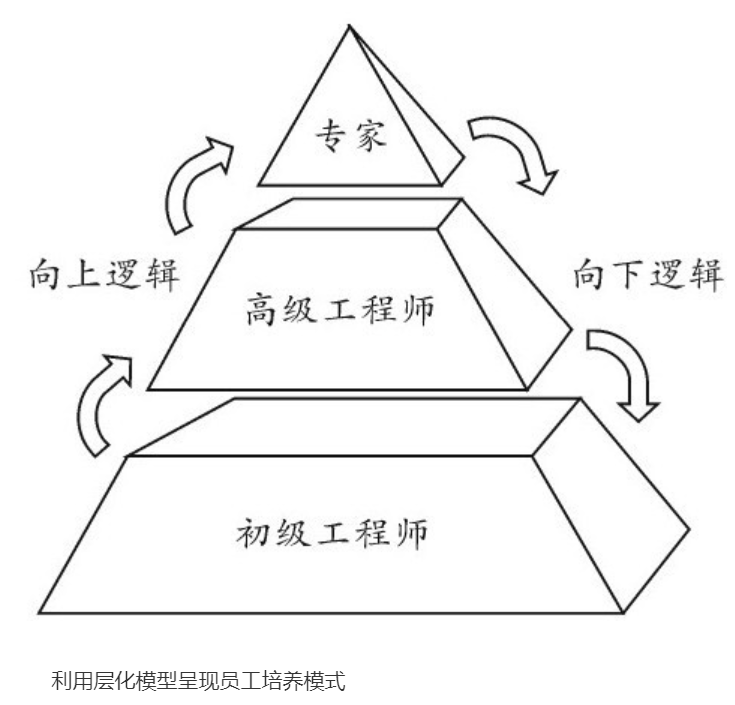 专家
向上逻辑
向下逻辑
高级工程师
初级工程师
利用层化模型呈现员工培养模式